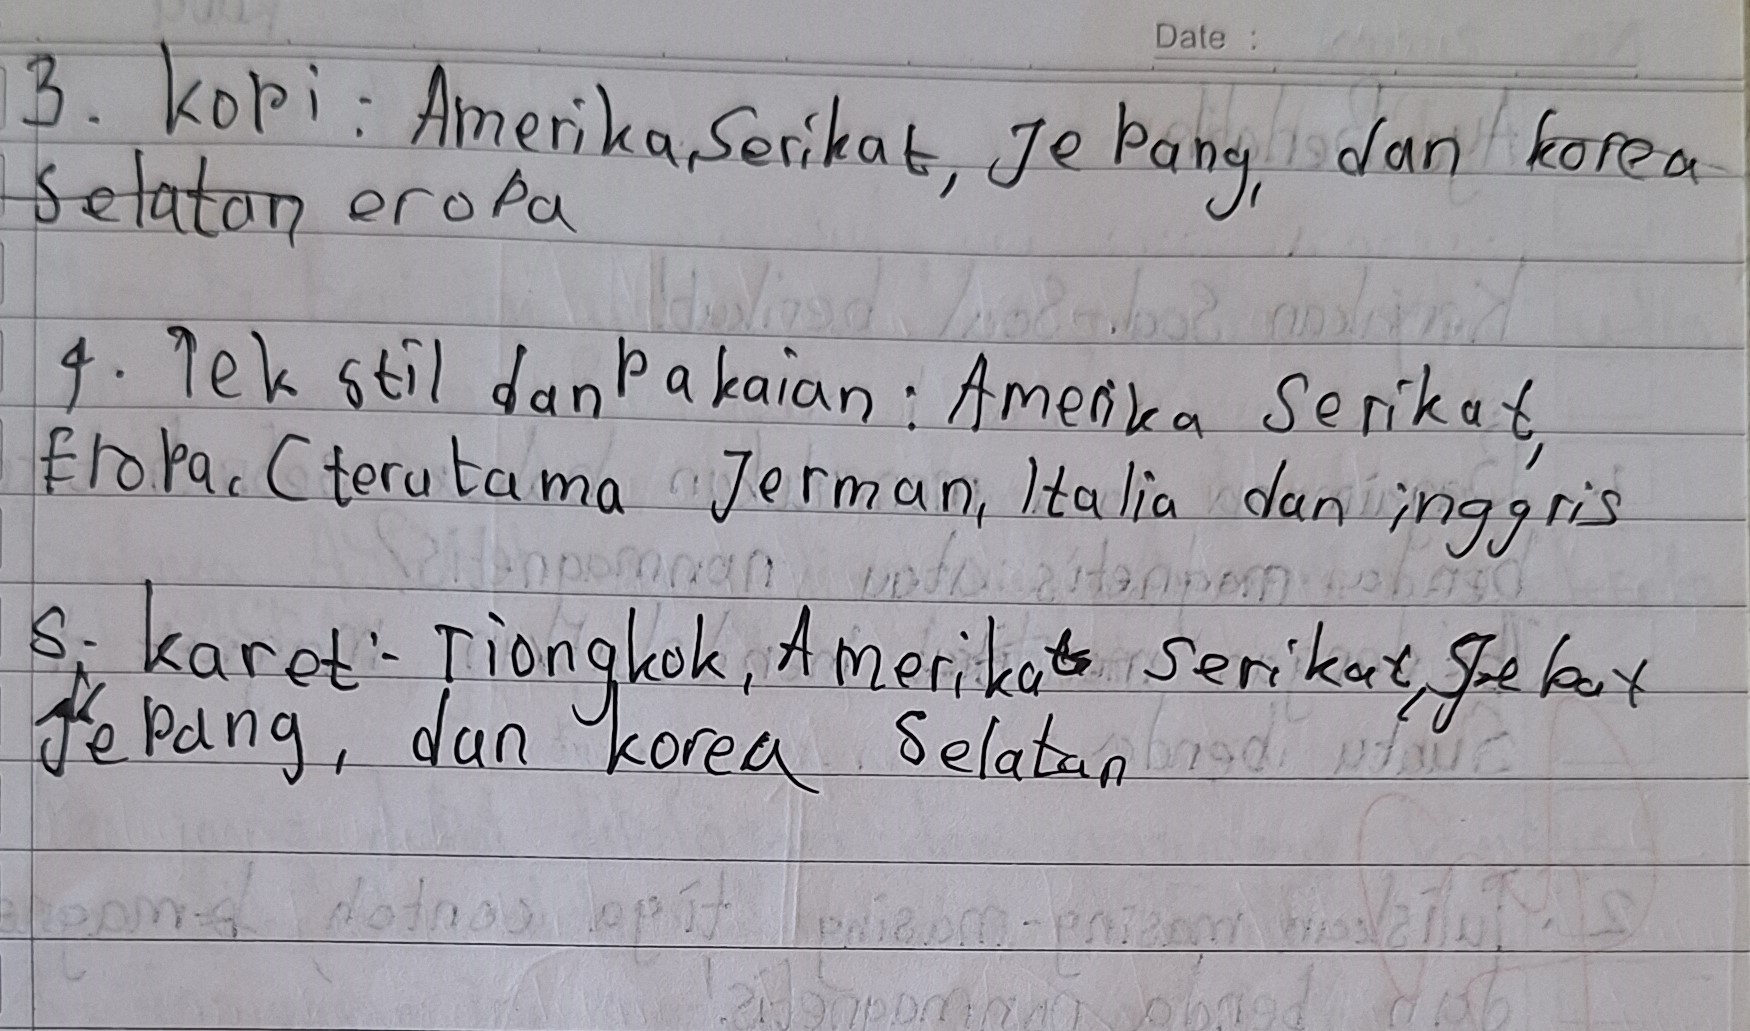 Date :
3. kopi : Amerika Serikat, Jepang, dan korea
selatan eropa
4. Tekstil dan Pakaian : Amerika Serikat,
Eropa, (terutama Jerman, Italia dan inggris
5. karet :- Tiongkok, Amerika Serikat,
Jepang, dan korea Selatan